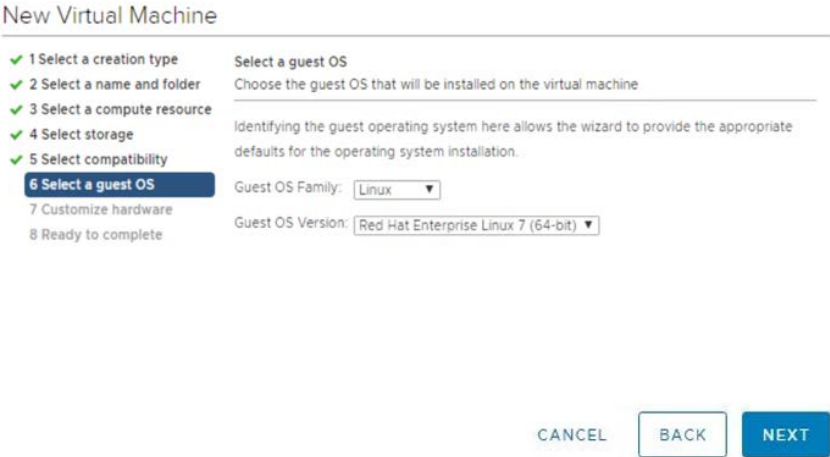 New Virtual Machine
1 Select a creation type
2 Select a name and folder
3 Select a compute resource
4 Select storage
5 Select compatibility
6 Select a guest OS
7 Customize hardware
8 Ready to complete
Select a guest OS
Choose the guest OS that will be installed on the virtual machine
Identifying the guest operating system here allows the wizard to provide the appropriate
defaults for the operating system installation.
Guest OS Family: Linux
Guest OS Version: Red Hat Enterprise Linux 7 (64-bit)
CANCEL BACK NEXT